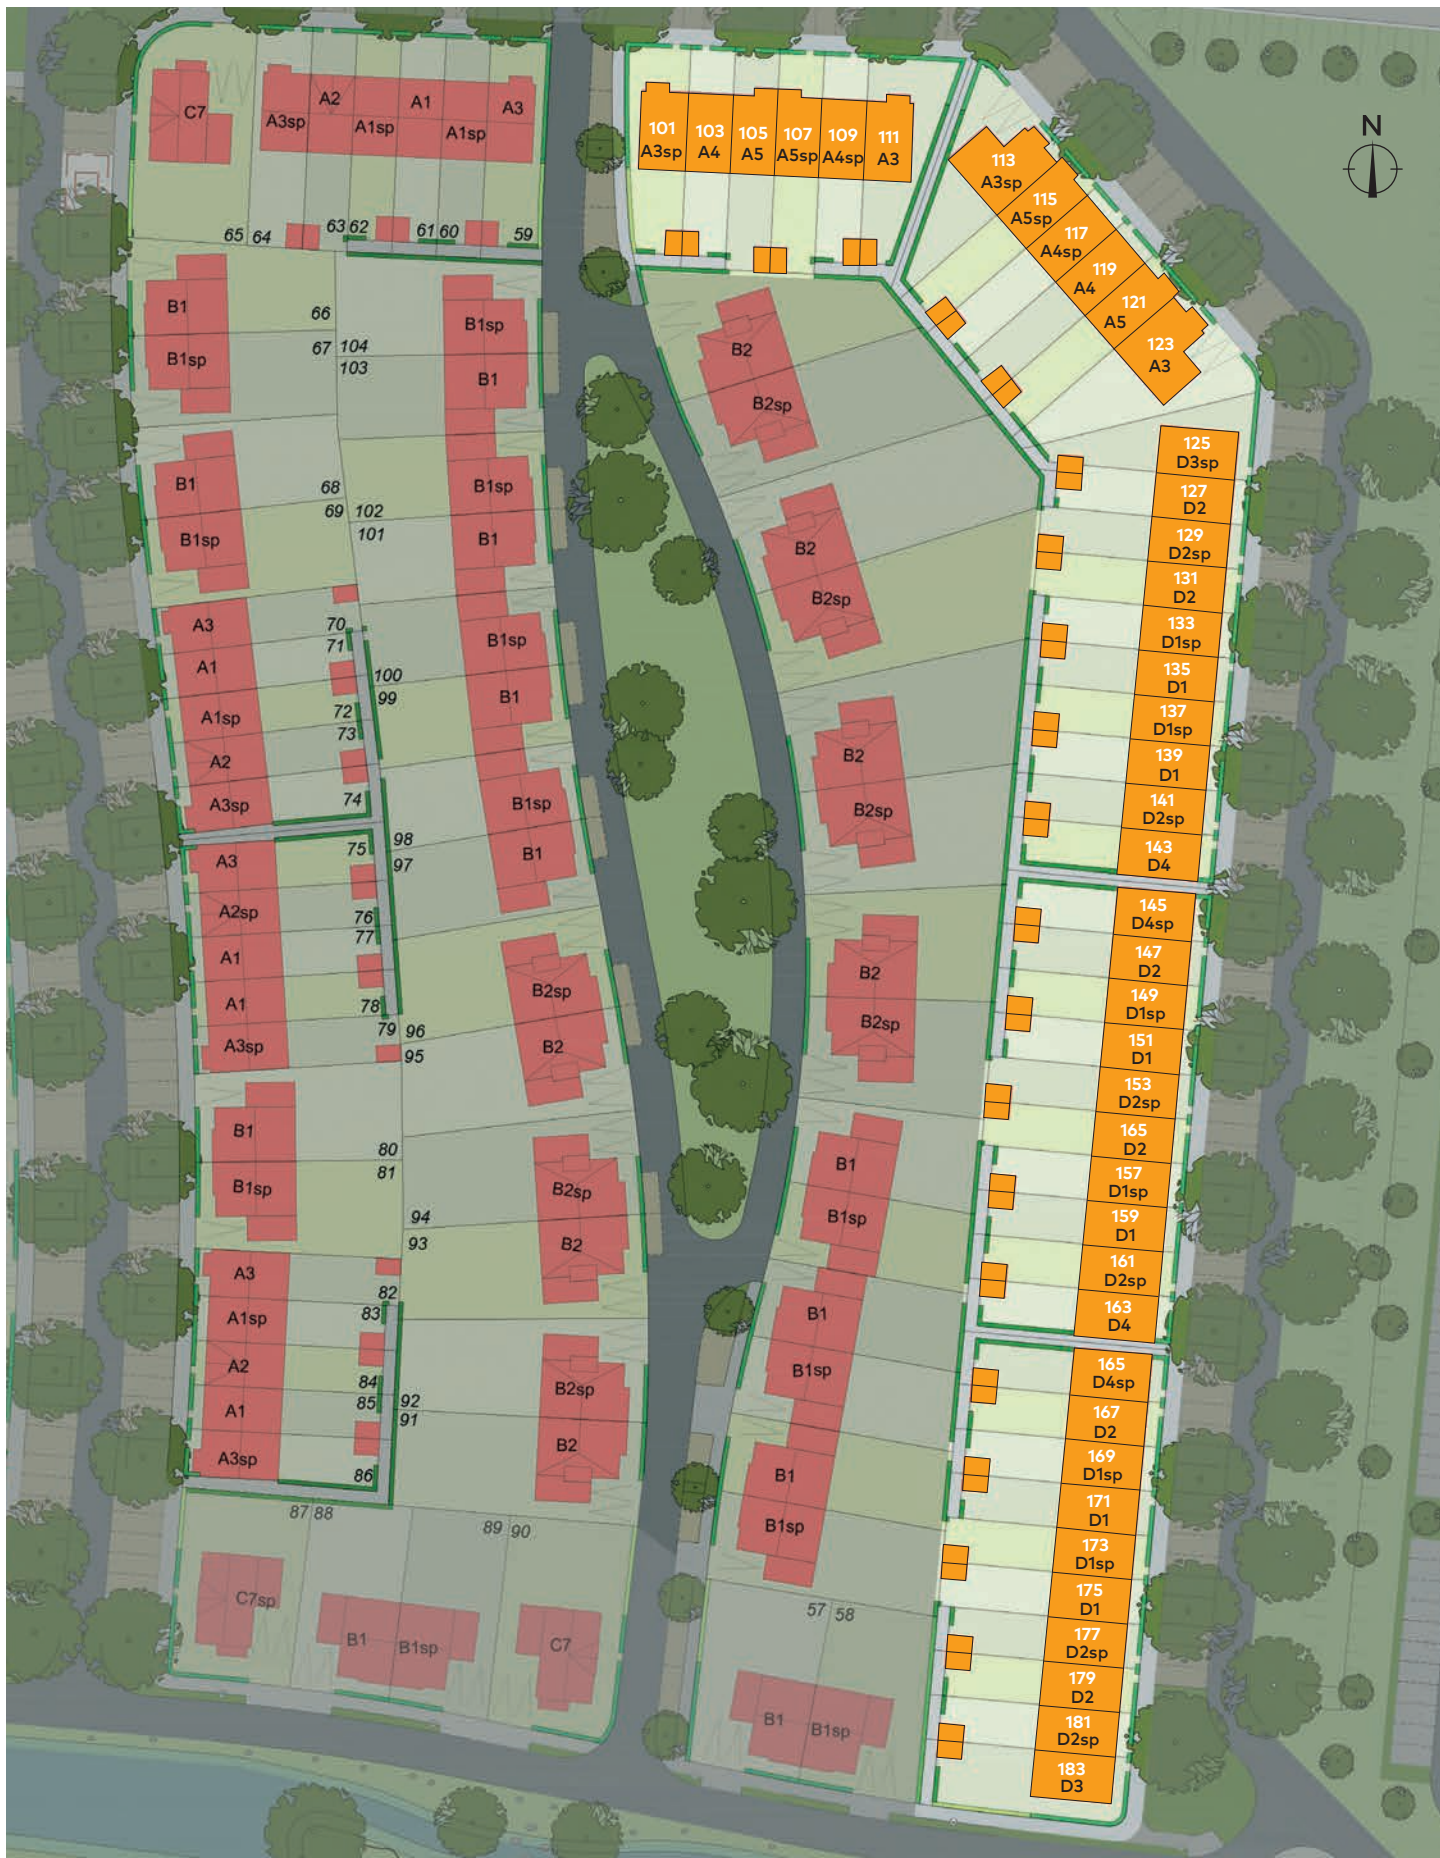 N
C7
A3sp
A2
A1sp
A1
A1sp
A3
65
64
63
62
61
60
59
101
A3sp
103
A4
105
A5
107
A5sp
109
A4sp
111
A3
113
A3sp
115
A5sp
117
A4sp
119
A4
121
A5
123
A3
B1
B1sp
66
67
104
103
B1sp
B1
B1
B1sp
68
69
102
101
B1sp
B1
A3
A1
A1sp
A2
A3sp
70
71
72
73
74
100
99
B1sp
B1
A3
A2sp
A1
A1
A3sp
75
76
77
78
79
98
97
B1sp
B1
96
95
B2sp
B2
B1
B1sp
80
81
94
93
B2sp
B2
A3
A1sp
A2
A1
A3sp
82
83
84
85
86
92
91
B2sp
B2
87
88
89
90
C7sp
B1
B1sp
C7
B2
B2sp
B2
B2sp
B2
B2sp
B2
B2sp
B1
B1sp
B1
B1sp
B1
B1sp
57
58
B1
B1sp
125
D3sp
127
D2
129
D2sp
131
D2
133
D1sp
135
D1
137
D1sp
139
D1
141
D2sp
143
D4
145
D4sp
147
D2
149
D1sp
151
D1
153
D2sp
165
D2
157
D1sp
159
D1
161
D2sp
163
D4
165
D4sp
167
D2
169
D1sp
171
D1
173
D1sp
175
D1
177
D2sp
179
D2
181
D2sp
183
D3